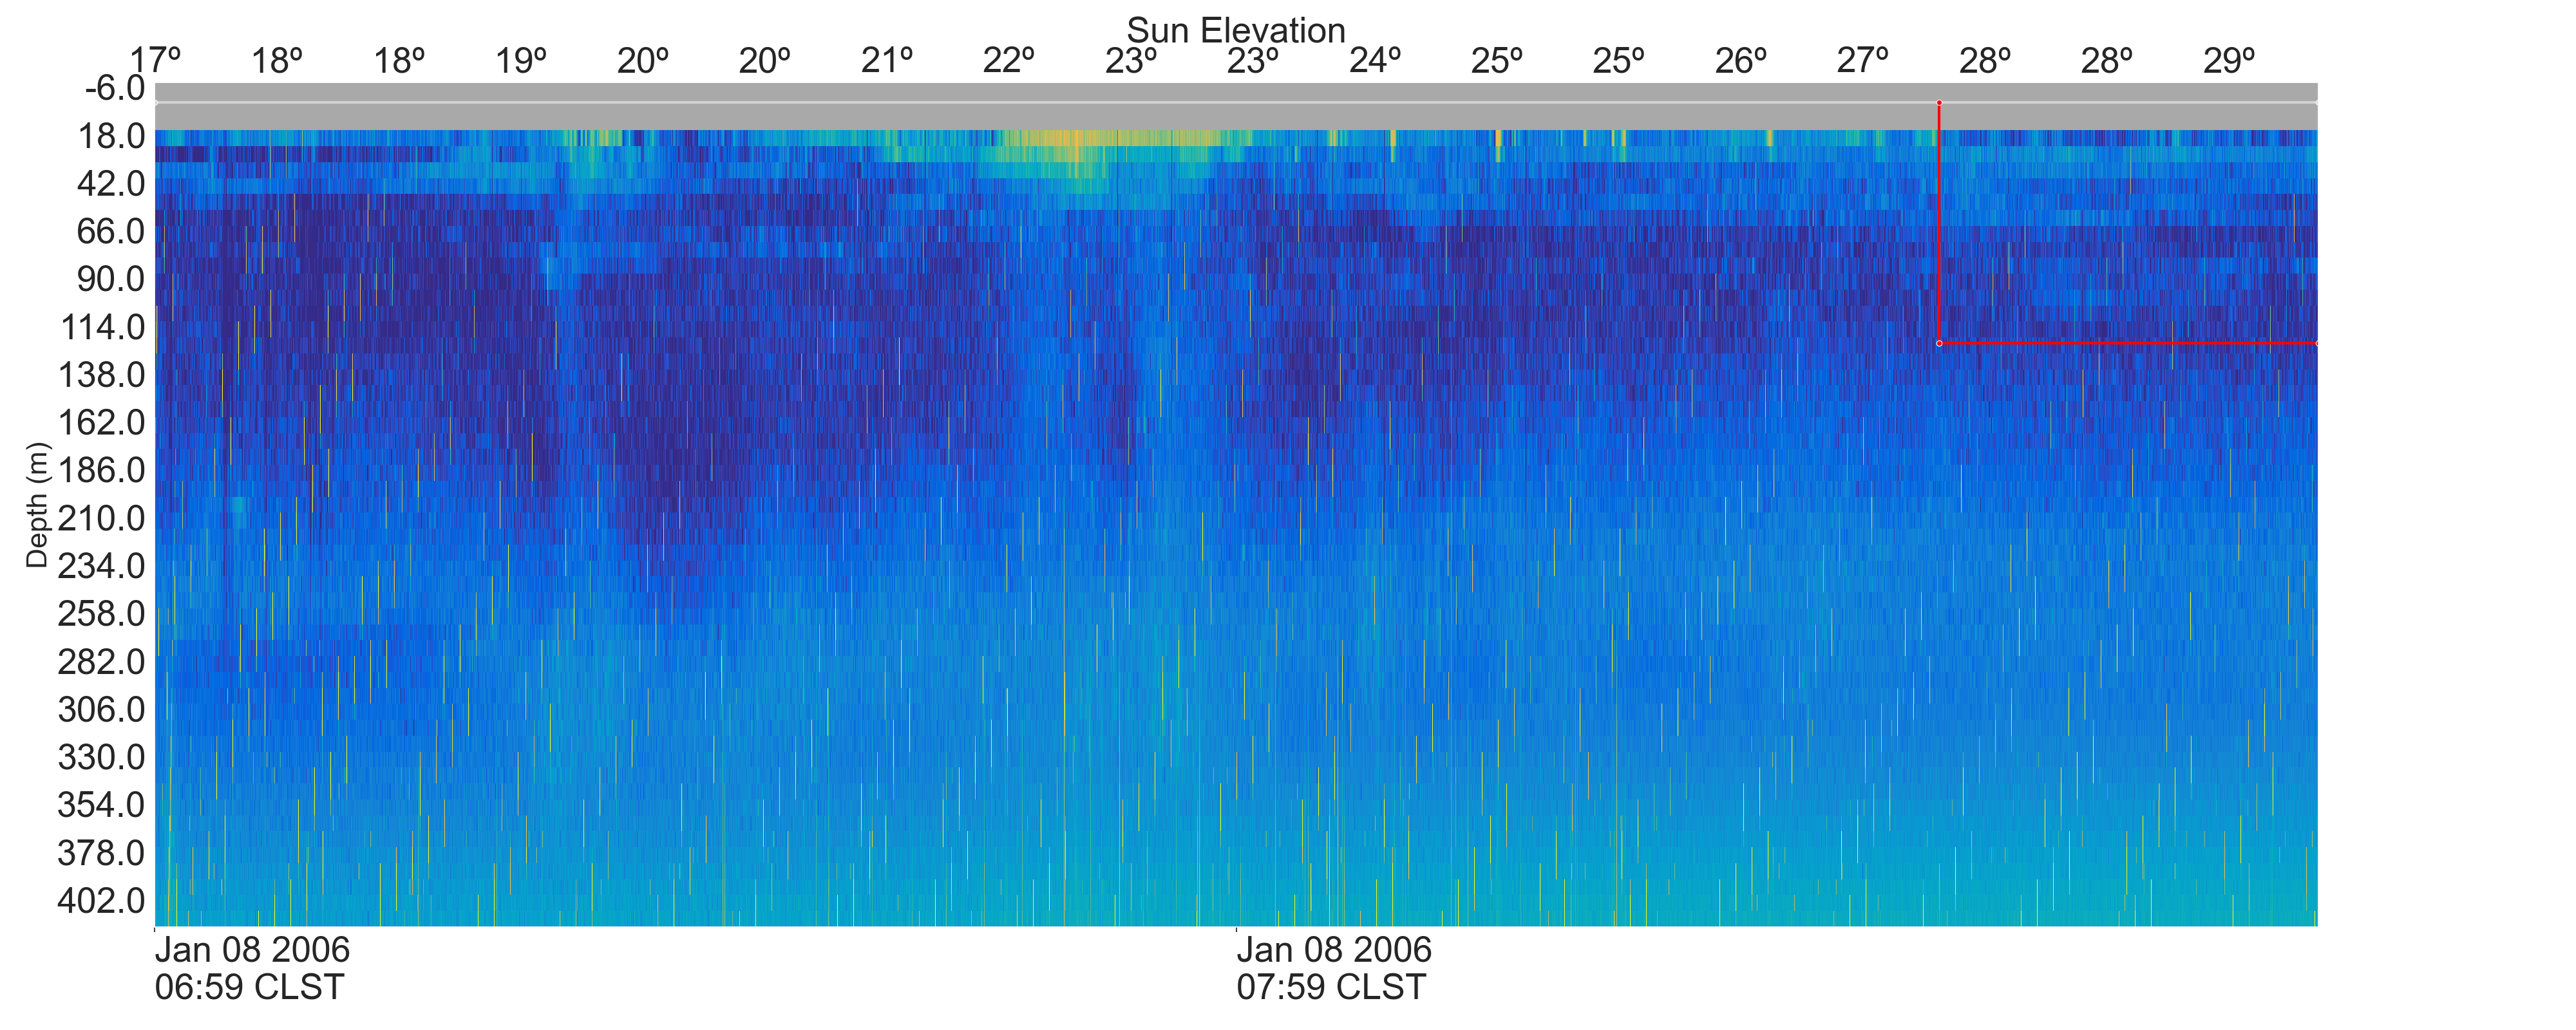 Sun Elevation
17º 18º 18º 19º 20º 20º 21º 22º 23º 23º 24º 25º 25º 26º 27º 28º 28º 29º
-6.0
18.0
42.0
66.0
90.0
114.0
138.0
162.0
186.0
210.0
234.0
258.0
282.0
306.0
330.0
354.0
378.0
402.0
Depth (m)
Jan 08 2006
06:59 CLST
Jan 08 2006
07:59 CLST